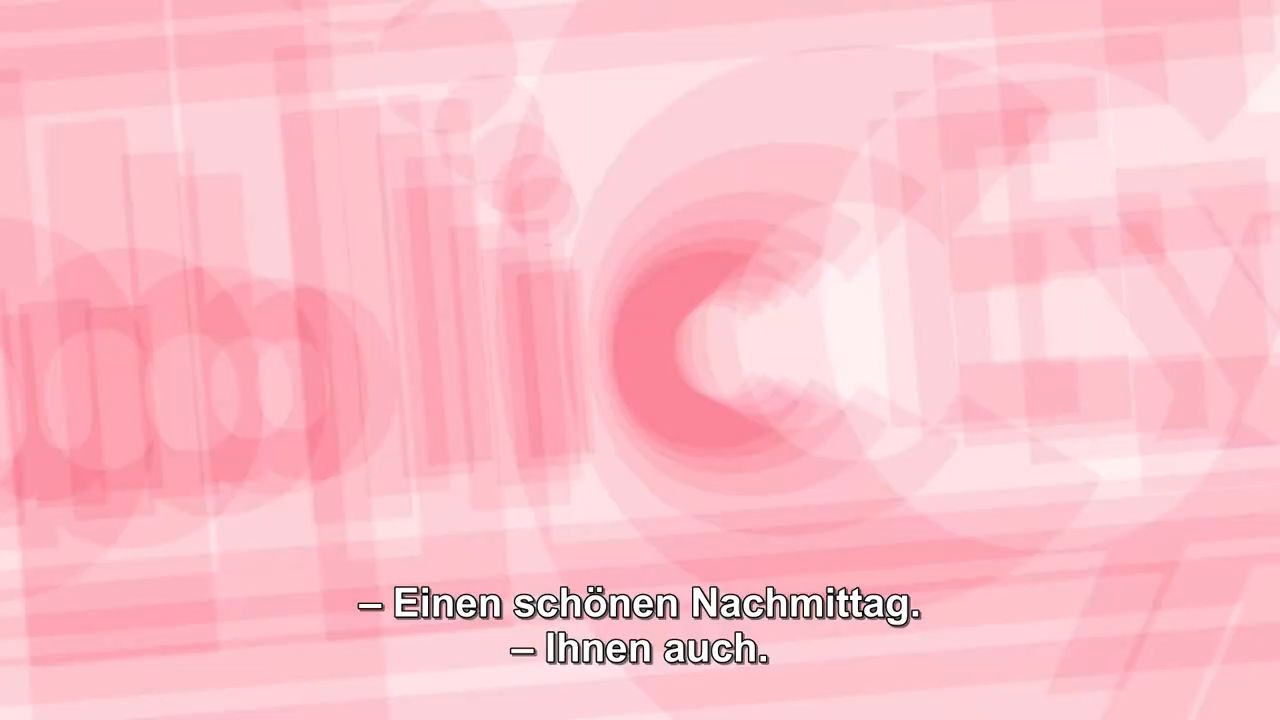 – Einen schönen Nachmittag.
– Ihnen auch.